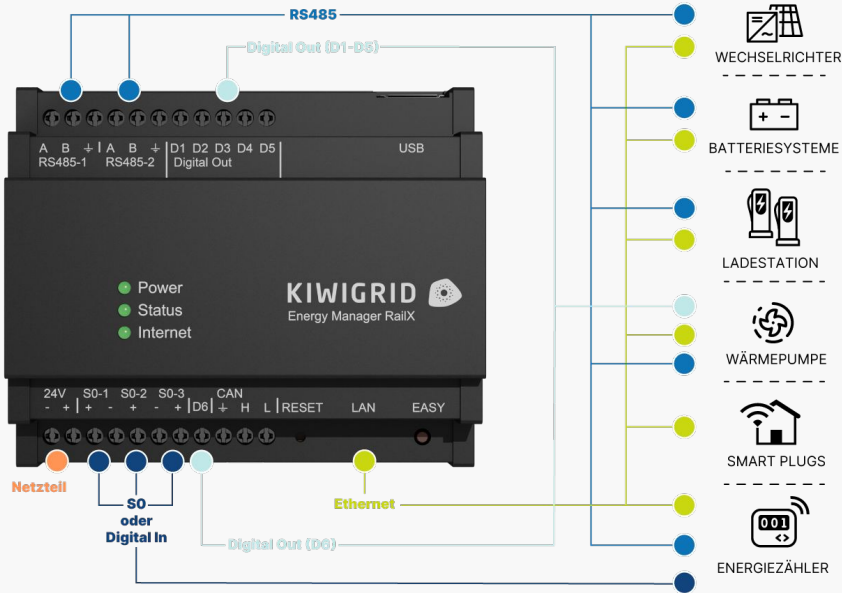 RS485
Digital Out (D1-D5)
WECHSELRICHTER
A B A B D1 D2 D3 D4 D5 USB
RS485-1 RS485-2 Digital Out
BATTERIESYSTEME
LADESTATION
Power
Status
Internet
KIWIGRID
Energy Manager RailX
WÄRMEPUMPE
24V S0-1 S0-2 S0-3 CAN
- + + - + - + D6 H L RESET LAN EASY
SMART PLUGS
Netzteil
S0
oder
Digital In
Ethernet
Digital Out (D6)
001
ENERGIEZÄHLER